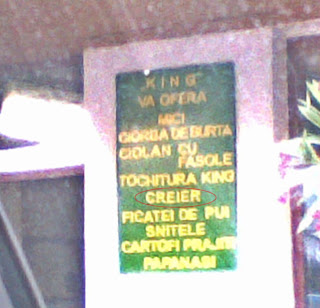 KING
VA OFERA
MICI
CIORBA DE BURTA
CIOLAN CU
FASOLE
TOCHITURA KING
CREIER
FICATEI DE PUI
SNITELE
CARTOFI PRAJITI
PAPANASI